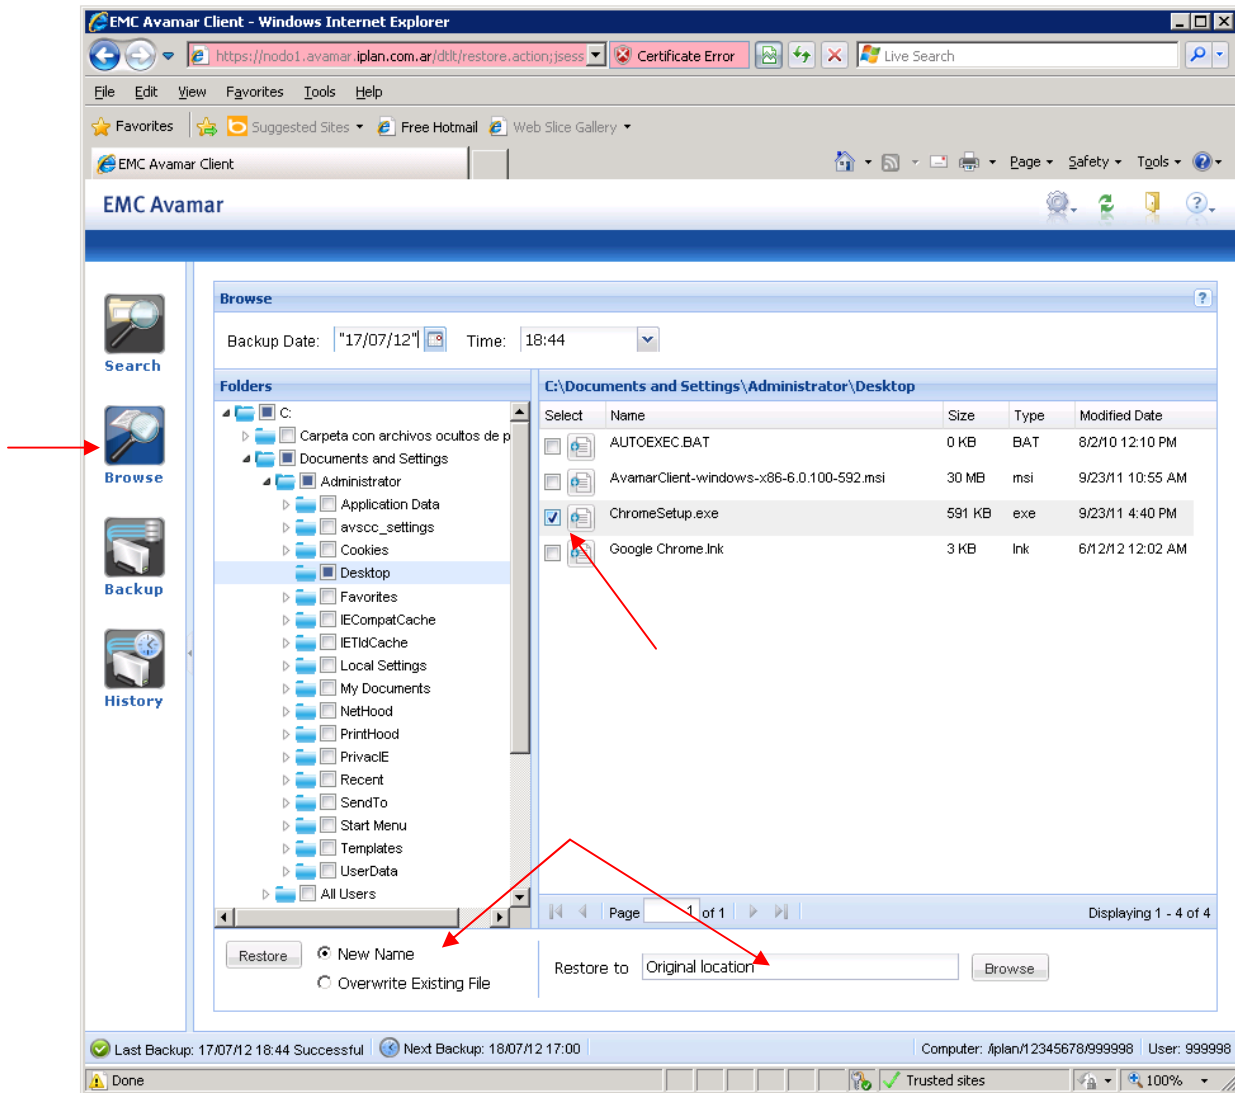 EMC Avamar Client - Windows Internet Explorer
https://nodo1.avamar.iplan.com.ar/dtlt/restore.action;jsess
Certificate Error
Live Search
File Edit View Favorites Tools Help
Favorites Suggested Sites Free Hotmail Web Slice Gallery
EMC Avamar Client
Page Safety Tools
EMC Avamar
Search
Browse
Backup
History
Browse
Backup Date: "17/07/12" Time: 18:44
Folders
C:
Carpeta con archivos ocultos de p
Documents and Settings
Administrator
Application Data
avscc_settings
Cookies
Desktop
Favorites
IECompatCache
IETldCache
Local Settings
My Documents
NetHood
PrintHood
PrivacIE
Recent
SendTo
Start Menu
Templates
UserData
All Users
C:\Documents and Settings\Administrator\Desktop
Select Name Size Type Modified Date
AUTOEXEC.BAT 0 KB BAT 8/2/10 12:10 PM
AvamarClient-windows-x86-6.0.100-592.msi 30 MB msi 9/23/11 10:55 AM
ChromeSetup.exe 591 KB exe 9/23/11 4:40 PM
Google Chrome.lnk 3 KB lnk 6/12/12 12:02 AM
Page 1 of 1 Displaying 1 - 4 of 4
Restore New Name
Overwrite Existing File
Restore to Original location Browse
Last Backup: 17/07/12 18:44 Successful Next Backup: 18/07/12 17:00 Computer: /iplan/12345678/999998 User: 999998
Done Trusted sites 100%